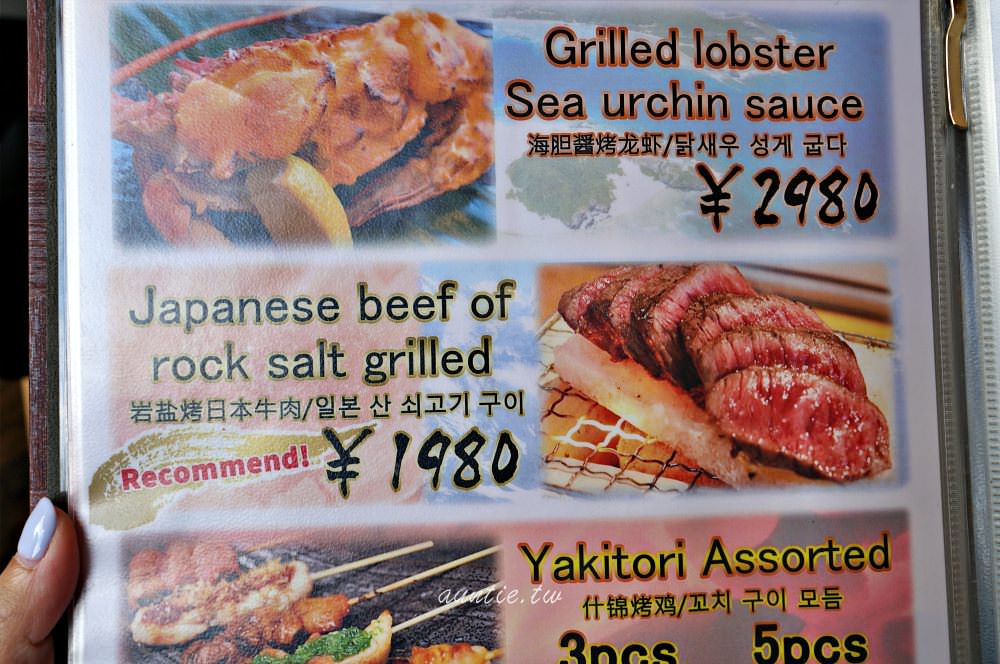 Grilled lobster
Sea urchin sauce
海胆醤烤龙虾/닭새우 성게 굽다
¥ 2980
Japanese beef of
rock salt grilled
岩盐烤日本牛肉/일본 산 쇠고기 구이
Recommend! ¥ 1980
Yakitori Assorted
什锦烤鸡/꼬치 구이 모듬
3pcs 5pcs
auntie.tw